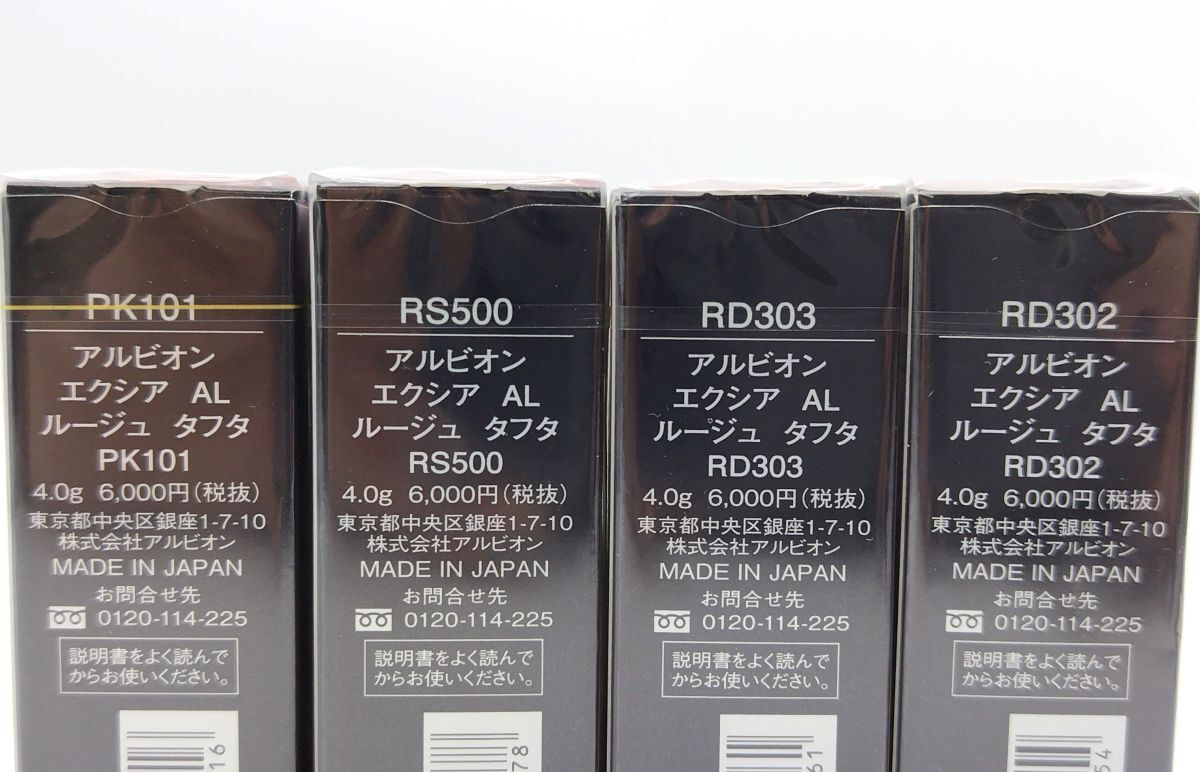 PK101
アルビオン
エクシア AL
ルージュ タフタ
PK101
4.0g 6,000円(税抜)
東京都中央区銀座1-7-10
株式会社アルビオン
MADE IN JAPAN
お問合せ先
0120-114-225
説明書をよく読んで
からお使いください。
16
RS500
アルビオン
エクシア AL
ルージュ タフタ
RS500
4.0g 6,000円(税抜)
東京都中央区銀座1-7-10
株式会社アルビオン
MADE IN JAPAN
お問合せ先
0120-114-225
説明書をよく読んで
からお使いください。
78
RD303
アルビオン
エクシア AL
ルージュ タフタ
RD303
4.0g 6,000円(税抜)
東京都中央区銀座1-7-10
株式会社アルビオン
MADE IN JAPAN
お問合せ先
0120-114-225
説明書をよく読んで
からお使いください。
61
RD302
アルビオン
エクシア AL
ルージュ タフタ
RD302
4.0g 6,000円(税抜)
東京都中央区銀座1-7-10
株式会社アルビオン
MADE IN JAPAN
お問合せ先
0120-114-225
説明書をよく読んで
からお使いください。
54